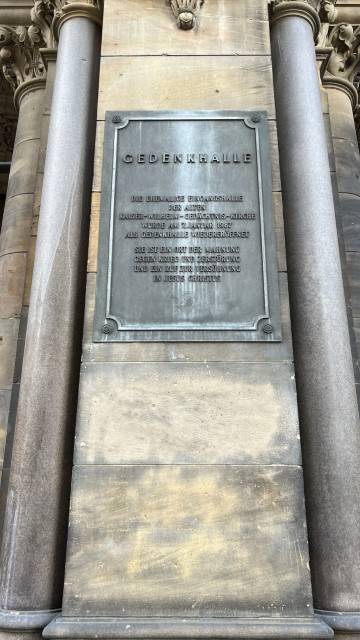 GEDENKHALLE
DIE EHEMALIGE EINGANGSHALLE
DER ALTEN
KAISER-WILHELM-GEDÄCHTNIS-KIRCHE
WURDE AM 7. JANUAR 1987
ALS GEDENKHALLE WIEDERERÖFFNET
SIE IST EIN ORT DER MAHNUNG
GEGEN KRIEG UND ZERSTÖRUNG
UND EIN RUF ZUR VERSÖHNUNG
IN JESUS CHRISTUS